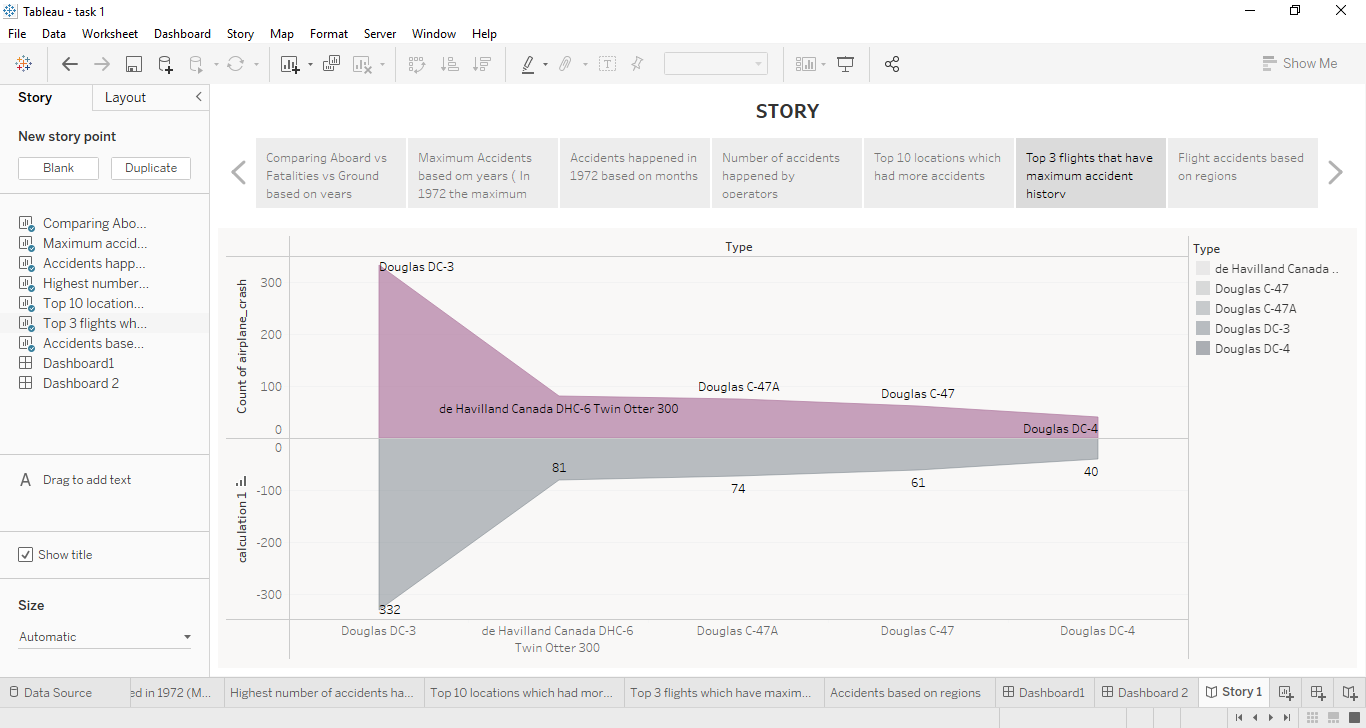 Tableau - task 1
File Data Worksheet Dashboard Story Map Format Server Window Help
Show Me
Story Layout
New story point
Blank Duplicate
Comparing Abo...
Maximum accid...
Accidents happ...
Highest number...
Top 10 location...
Top 3 flights wh...
Accidents base...
Dashboard1
Dashboard 2
A Drag to add text
Show title
Size
Automatic
STORY
Comparing Aboard vs
Fatalities vs Ground
based on years
Maximum Accidents
based om years ( In
1972 the maximum
Accidents happened in
1972 based on months
Number of accidents
happened by
operators
Top 10 locations which
had more accidents
Top 3 flights that have
maximum accident
history
Flight accidents based
on regions
Type
Count of airplane_crash
300
200
100
0
Douglas DC-3
de Havilland Canada DHC-6 Twin Otter 300
Douglas C-47A
Douglas C-47
Douglas DC-4
calculation 1
0
-100
-200
-300
332
81
74
61
40
Douglas DC-3
de Havilland Canada DHC-6
Twin Otter 300
Douglas C-47A
Douglas C-47
Douglas DC-4
Type
de Havilland Canada ..
Douglas C-47
Douglas C-47A
Douglas DC-3
Douglas DC-4
Data Source ed in 1972 (M... Highest number of accidents ha... Top 10 locations which had mor... Top 3 flights which have maxim... Accidents based on regions Dashboard1 Dashboard 2 Story 1